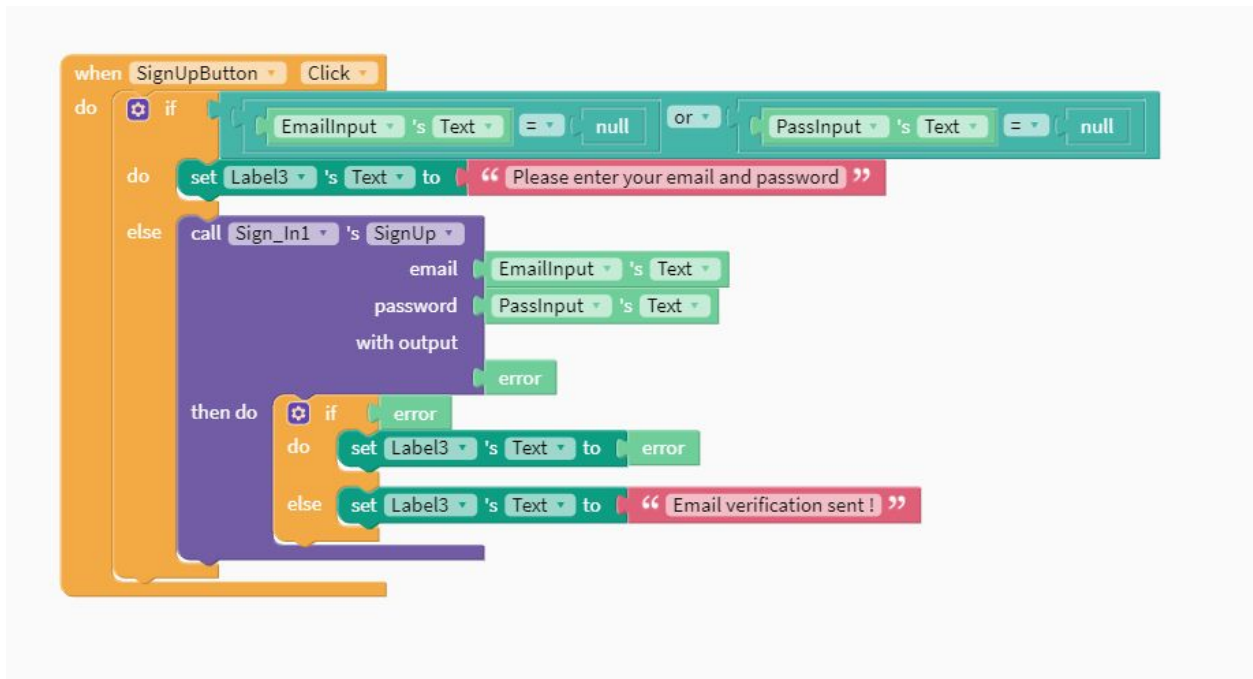 when SignUpButton Click
do if EmailInput 's Text = null or PassInput 's Text = null
do set Label3 's Text to “ Please enter your email and password ”
else call Sign_In1 's SignUp
email EmailInput 's Text
password PassInput 's Text
with output
error
then do if error
do set Label3 's Text to error
else set Label3 's Text to “ Email verification sent ! ”